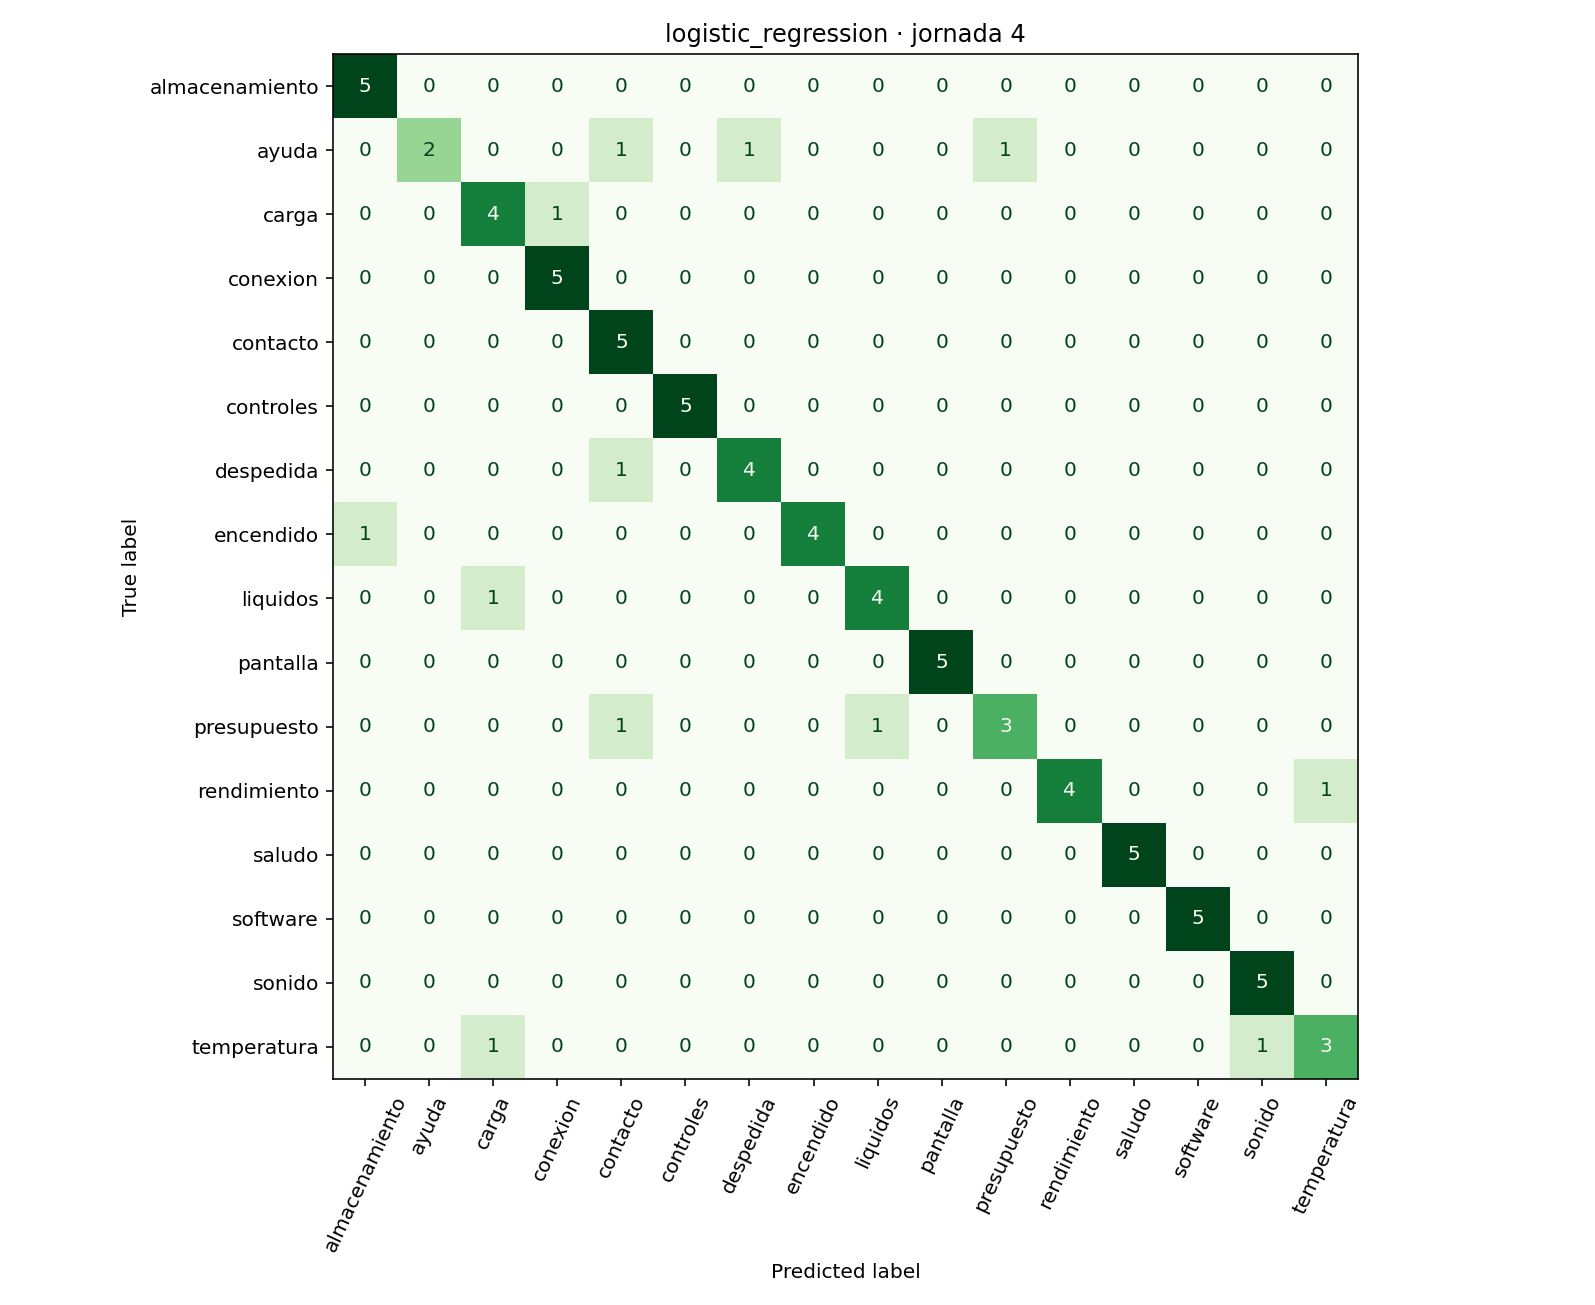 logistic_regression · jornada 4
almacenamiento 5 0 0 0 0 0 0 0 0 0 0 0 0 0 0 0
ayuda 0 2 0 0 1 0 1 0 0 0 1 0 0 0 0 0
carga 0 0 4 1 0 0 0 0 0 0 0 0 0 0 0 0
conexion 0 0 0 5 0 0 0 0 0 0 0 0 0 0 0 0
contacto 0 0 0 0 5 0 0 0 0 0 0 0 0 0 0 0
controles 0 0 0 0 0 5 0 0 0 0 0 0 0 0 0 0
despedida 0 0 0 0 1 0 4 0 0 0 0 0 0 0 0 0
encendido 1 0 0 0 0 0 0 4 0 0 0 0 0 0 0 0
liquidos 0 0 1 0 0 0 0 0 4 0 0 0 0 0 0 0
pantalla 0 0 0 0 0 0 0 0 0 5 0 0 0 0 0 0
presupuesto 0 0 0 0 1 0 0 0 1 0 3 0 0 0 0 0
rendimiento 0 0 0 0 0 0 0 0 0 0 0 4 0 0 0 1
saludo 0 0 0 0 0 0 0 0 0 0 0 0 5 0 0 0
software 0 0 0 0 0 0 0 0 0 0 0 0 0 5 0 0
sonido 0 0 0 0 0 0 0 0 0 0 0 0 0 0 5 0
temperatura 0 0 1 0 0 0 0 0 0 0 0 0 0 0 1 3
True label
almacenamiento ayuda carga conexion contacto controles despedida encendido liquidos pantalla presupuesto rendimiento saludo software sonido temperatura
Predicted label